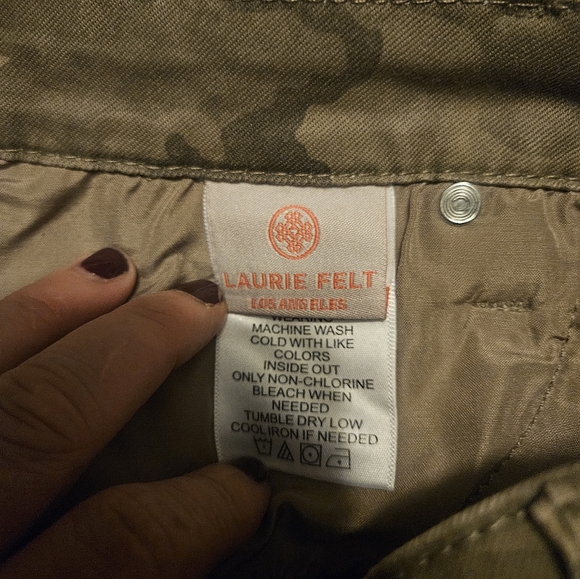 LAURIE FELT
LOS ANGELES
WEARING
MACHINE WASH
COLD WITH LIKE
COLORS
INSIDE OUT
ONLY NON-CHLORINE
BLEACH WHEN
NEEDED
TUMBLE DRY LOW
COOL IRON IF NEEDED